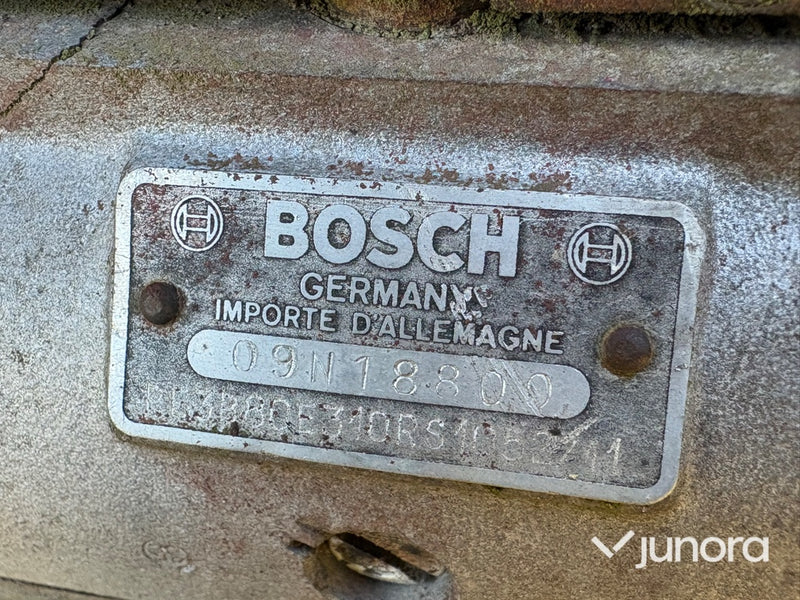 BOSCH
GERMANY
IMPORTE D'ALLEMAGNE
09N18800
junora